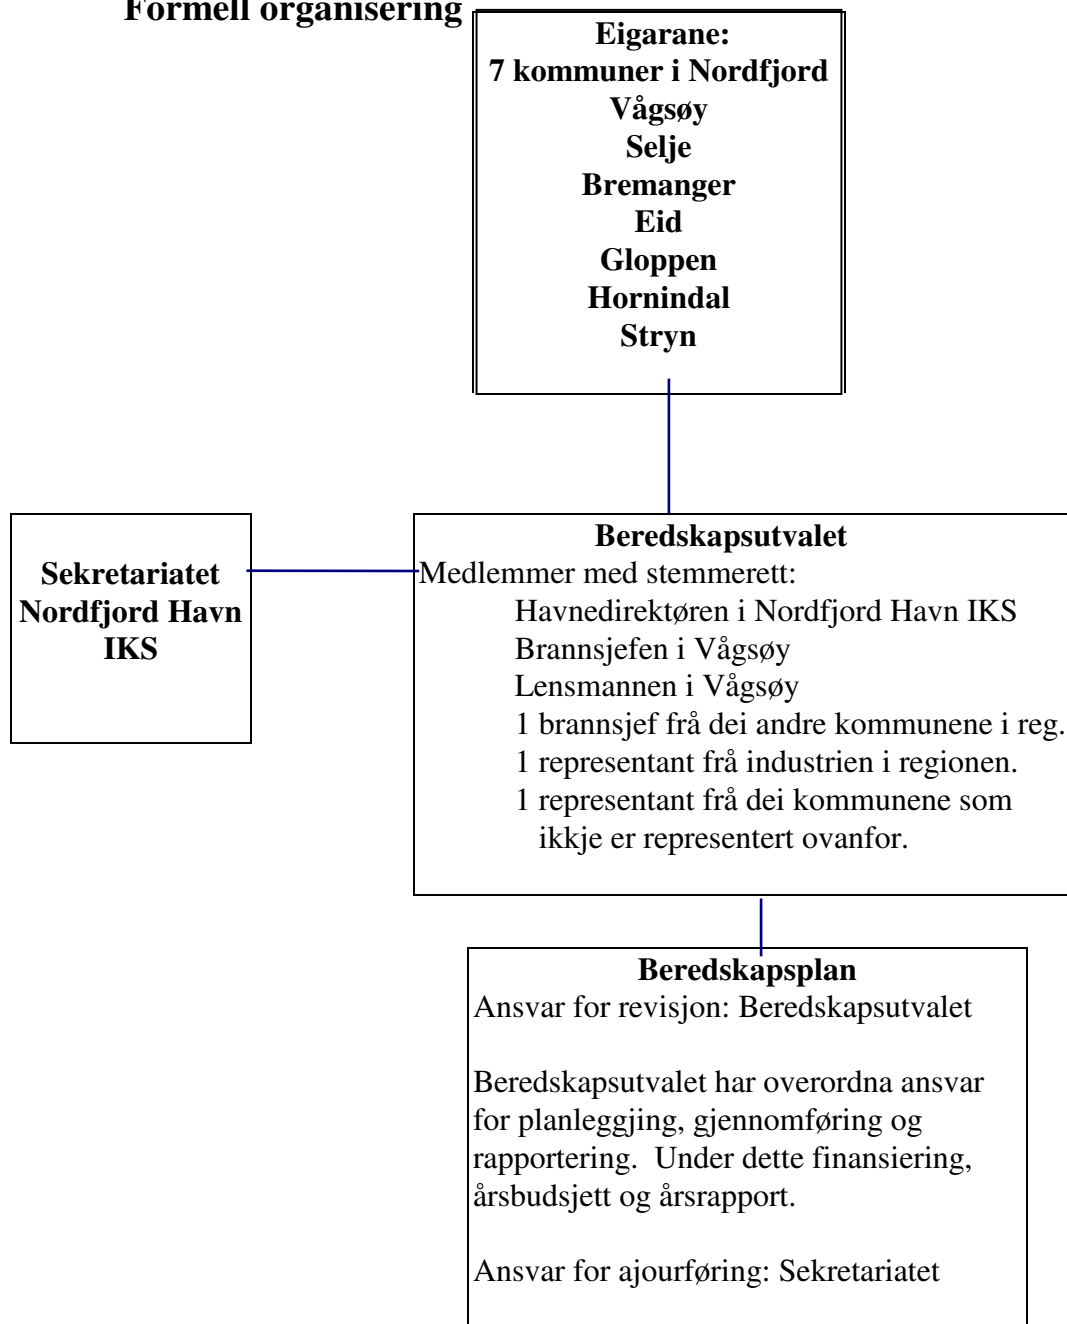 Formell organisering
Eigarane:
7 kommuner i Nordfjord
Vågsøy
Selje
Bremanger
Eid
Gloppen
Hornindal
Stryn
Sekretariatet
Nordfjord Havn
IKS
Beredskapsutvalet
Medlemmer med stemmerett:
Havnedirektøren i Nordfjord Havn IKS
Brannsjefen i Vågsøy
Lensmannen i Vågsøy
1 brannsjef frå dei andre kommunene i reg.
1 representant frå industrien i regionen.
1 representant frå dei kommunene som
ikkje er representert ovanfor.
Beredskapsplan
Ansvar for revisjon: Beredskapsutvalet
Beredskapsutvalet har overordna ansvar
for planleggjing, gjennomføring og
rapportering.  Under dette finansiering,
årsbudsjett og årsrapport.
Ansvar for ajourføring: Sekretariatet